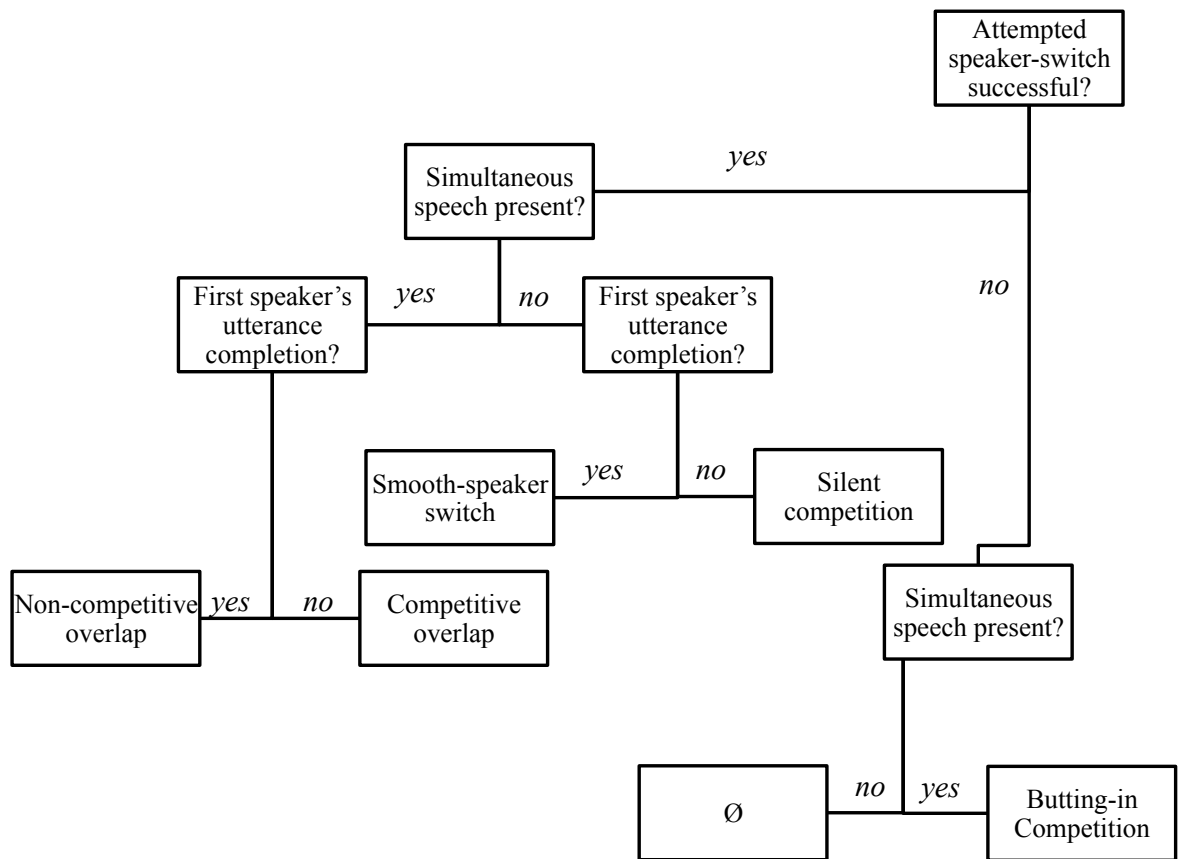 Attempted
speaker-switch
successful?
yes
Simultaneous
speech present?
no
First speaker’s
utterance
completion?
yes
no
First speaker’s
utterance
completion?
Smooth-speaker
switch
yes
no
Silent
competition
Non-competitive
overlap
yes
no
Competitive
overlap
Simultaneous
speech present?
Ø
no
yes
Butting-in
Competition